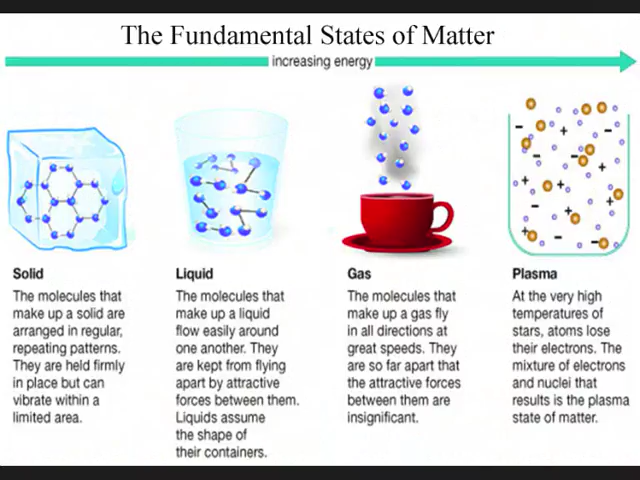 The Fundamental States of Matter
increasing energy
Solid
The molecules that
make up a solid are
arranged in regular,
repeating patterns.
They are held firmly
in place but can
vibrate within a
limited area.
Liquid
The molecules that
make up a liquid
flow easily around
one another. They
are kept from flying
apart by attractive
forces between them.
Liquids assume
the shape of
their containers.
Gas
The molecules that
make up a gas fly
in all directions at
great speeds. They
are so far apart that
the attractive forces
between them are
insignificant.
Plasma
At the very high
temperatures of
stars, atoms lose
their electrons. The
mixture of electrons
and nuclei that
results is the plasma
state of matter.